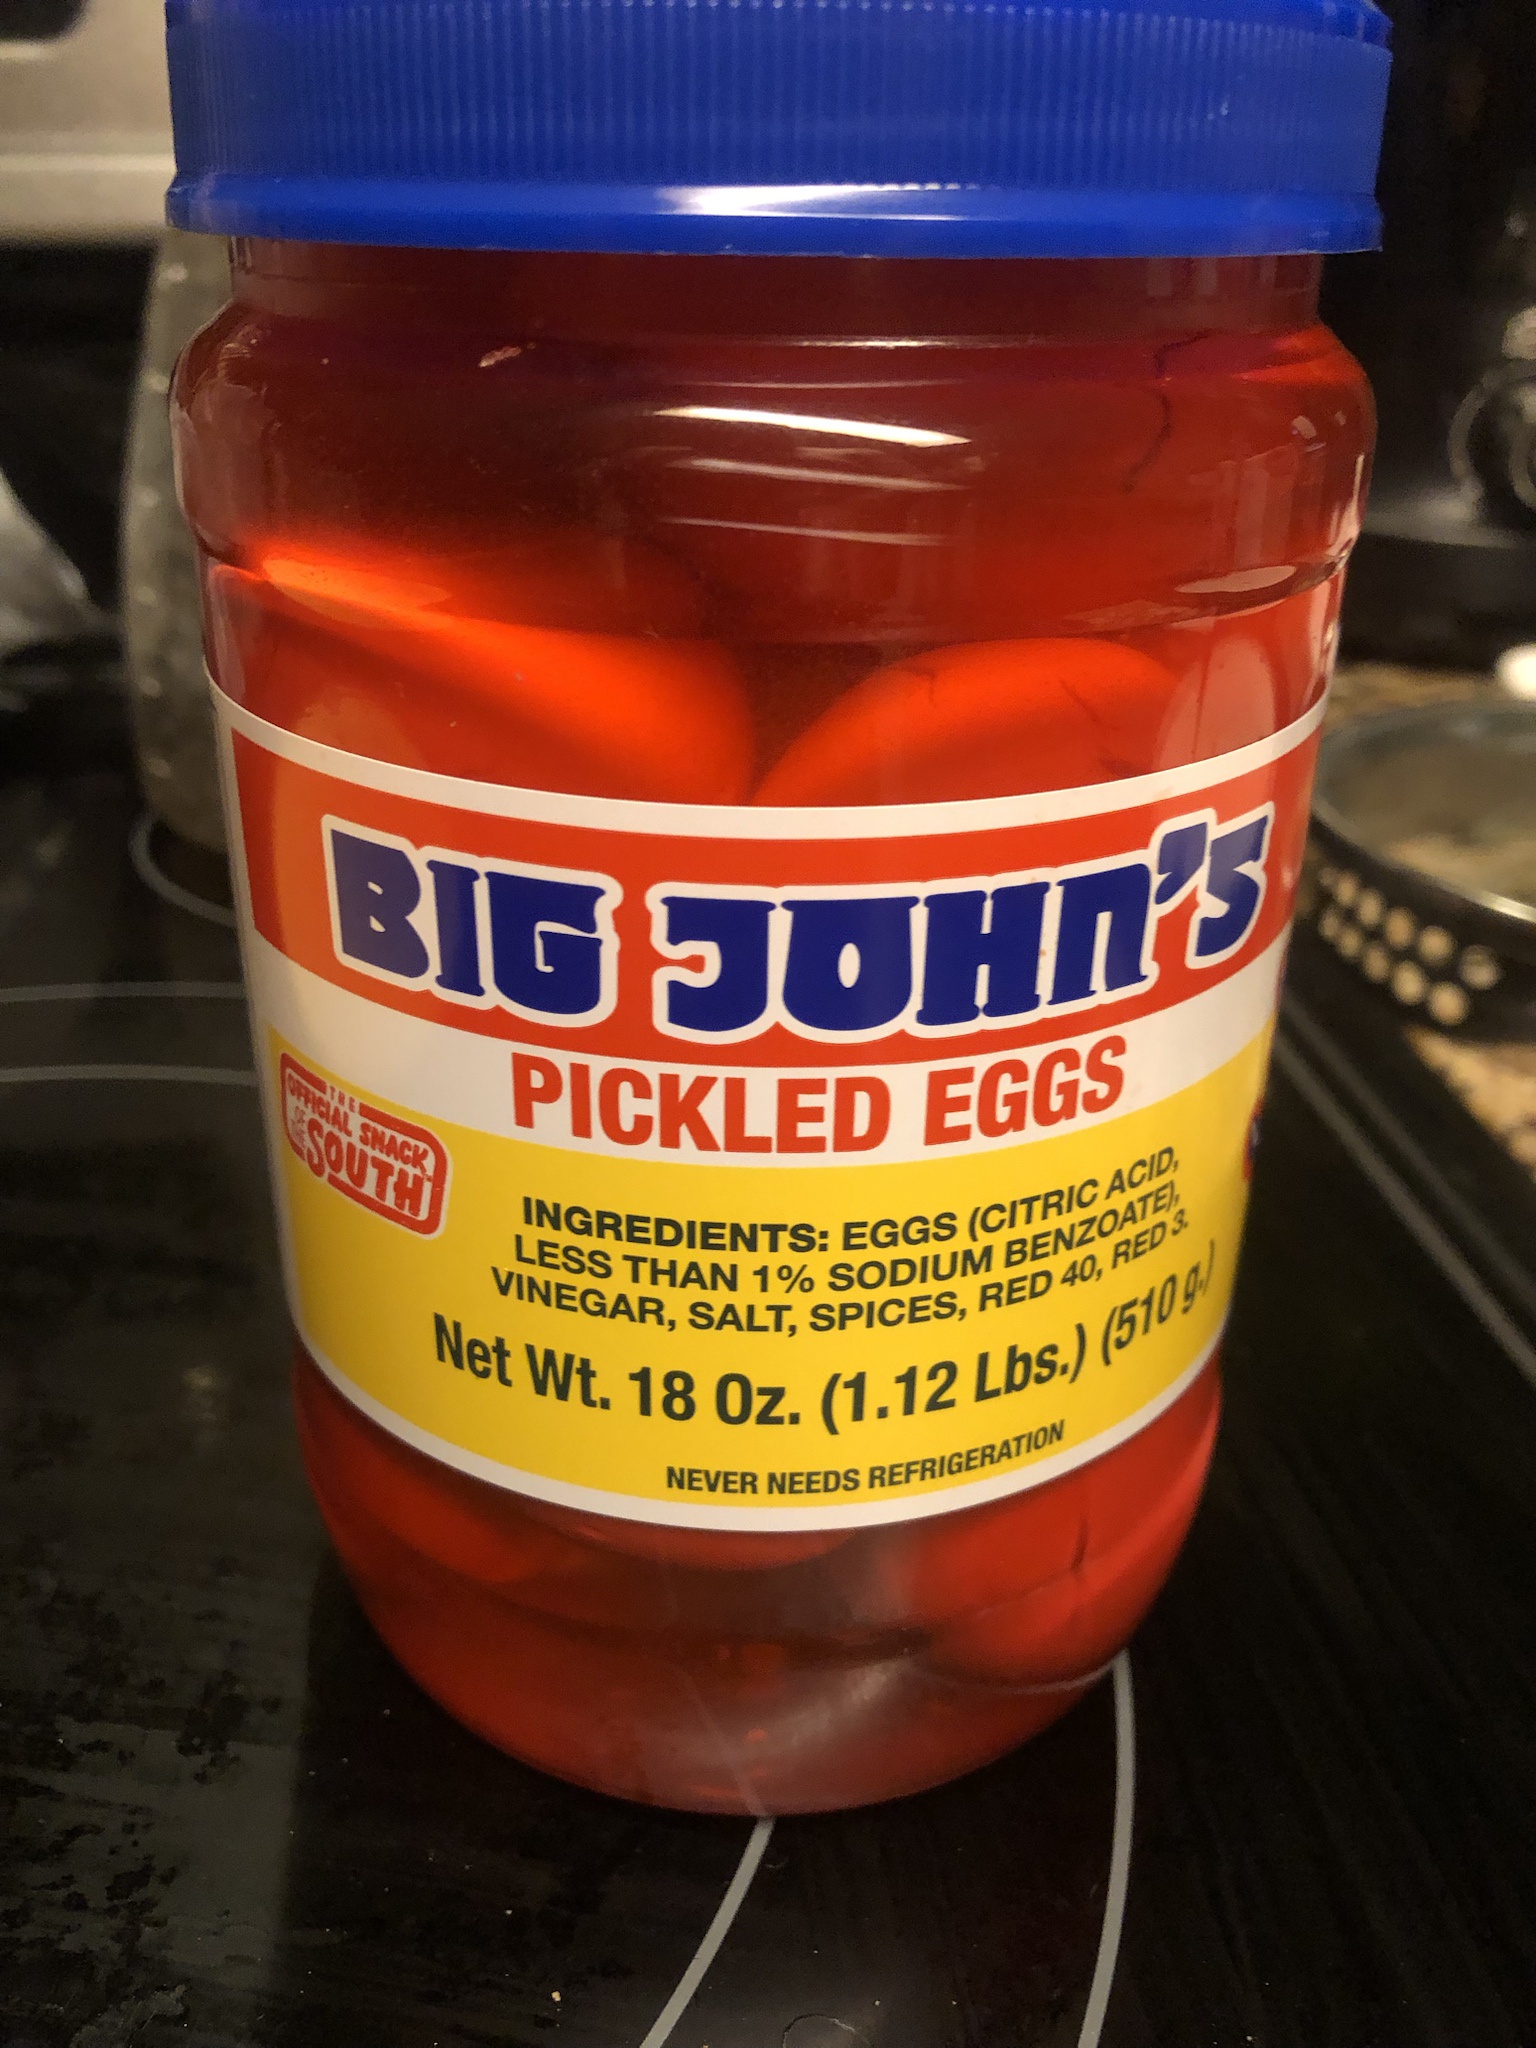 BIG JOHN'S
PICKLED EGGS
THE
OFFICIAL SNACK
OF THE
SOUTH
INGREDIENTS: EGGS (CITRIC ACID,
LESS THAN 1% SODIUM BENZOATE),
VINEGAR, SALT, SPICES, RED 40, RED 3.
Net Wt. 18 Oz. (1.12 Lbs.) (510 g.)
NEVER NEEDS REFRIGERATION